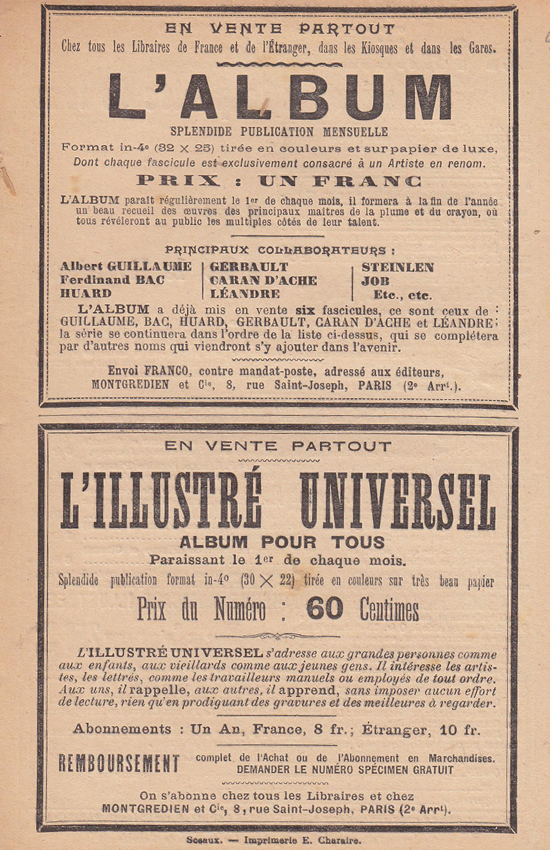 EN VENTE PARTOUT
Chez tous les Libraires de France et de l'Étranger, dans les Kiosques et dans les Gares.
L'ALBUM
SPLENDIDE PUBLICATION MENSUELLE
Format in-4º (32 × 25) tirée en couleurs et sur papier de luxe,
Dont chaque fascicule est exclusivement consacré à un Artiste en renom.
PRIX : UN FRANC
L'ALBUM paraît régulièrement le 1er de chaque mois, il formera à la fin de l'année
un beau recueil des œuvres des principaux maîtres de la plume et du crayon, où
tous révéleront au public les multiples côtés de leur talent.
PRINCIPAUX COLLABORATEURS :
Albert GUILLAUME | GERBAULT | STEINLEN
Ferdinand BAC | CARAN D'ACHE | JOB
HUARD | LÉANDRE | Etc., etc.
L'ALBUM a déjà mis en vente six fascicules, ce sont ceux de :
GUILLAUME, BAC, HUARD, GERBAULT, CARAN D'ACHE et LÉANDRE;
la série se continuera dans l'ordre de la liste ci-dessus, qui se complétera
par d'autres noms qui viendront s'y ajouter dans l'avenir.
Envoi FRANCO, contre mandat-poste, adressé aux éditeurs,
MONTGREDIEN et Cie, 8, rue Saint-Joseph, PARIS (2e Arrt.).
EN VENTE PARTOUT
L'ILLUSTRÉ UNIVERSEL
ALBUM POUR TOUS
Paraissant le 1er de chaque mois.
Splendide publication format in-4º (30 × 22) tirée en couleurs sur très beau papier
Prix du Numéro : 60 Centimes
L'ILLUSTRÉ UNIVERSEL s'adresse aux grandes personnes comme
aux enfants, aux vieillards comme aux jeunes gens. Il intéresse les artis-
tes, les lettrés, comme les travailleurs manuels ou employés de tout ordre.
Aux uns, il rappelle, aux autres, il apprend, sans imposer aucun effort
de lecture, rien qu'en prodiguant des gravures et des meilleures à regarder.
Abonnements : Un An, France, 8 fr.; Étranger, 10 fr.
REMBOURSEMENT complet de l'Achat ou de l'Abonnement en Marchandises.
DEMANDER LE NUMÉRO SPÉCIMEN GRATUIT
On s'abonne chez tous les Libraires et chez
MONTGREDIEN et Cie, 8, rue Saint-Joseph, PARIS (2e Arrt).
Sceaux. — Imprimerie E. Charaire.